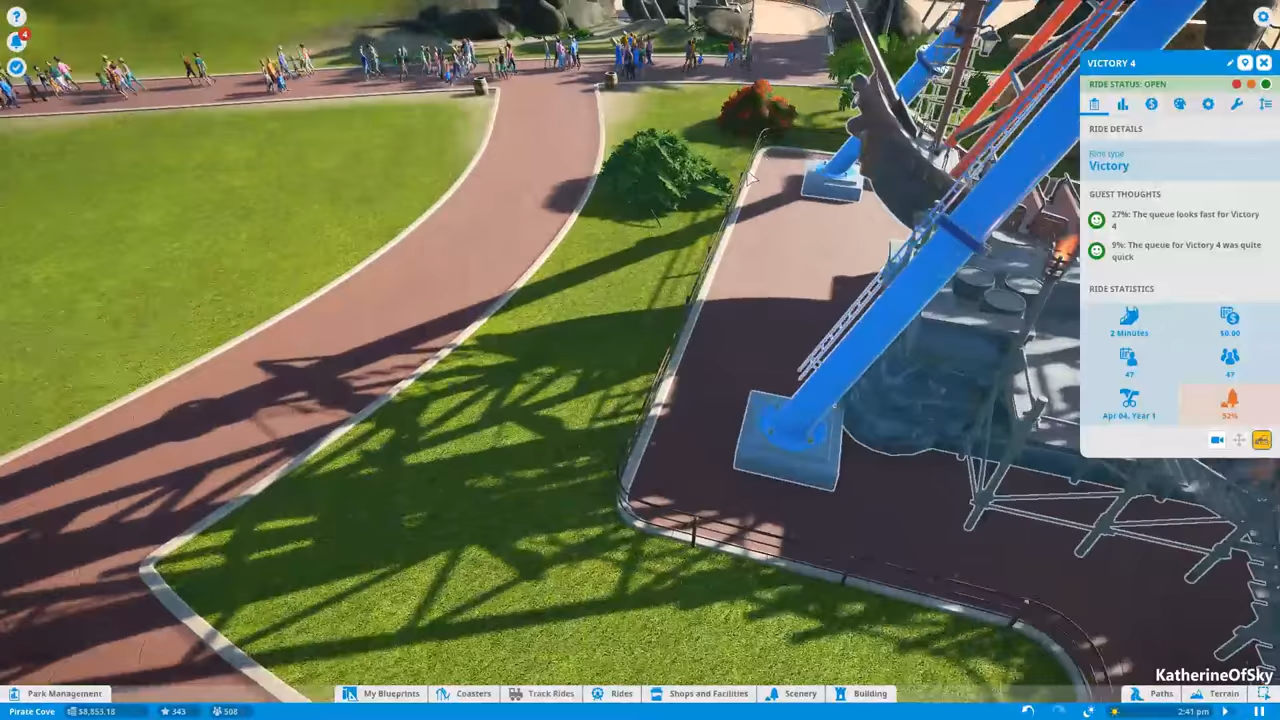 ?
4
VICTORY 4
RIDE STATUS: OPEN
RIDE DETAILS
Ride type
Victory
GUEST THOUGHTS
27%: The queue looks fast for Victory
4
9%: The queue for Victory 4 was quite
quick
RIDE STATISTICS
2 Minutes
$0.00
47
47
Apr 04, Year 1
52%
KatherineOfSky
Park Management
My Blueprints
Coasters
Track Rides
Rides
Shops and Facilities
Scenery
Building
Paths
Terrain
Pirate Cove
$8,855.18
343
508
2:41 pm